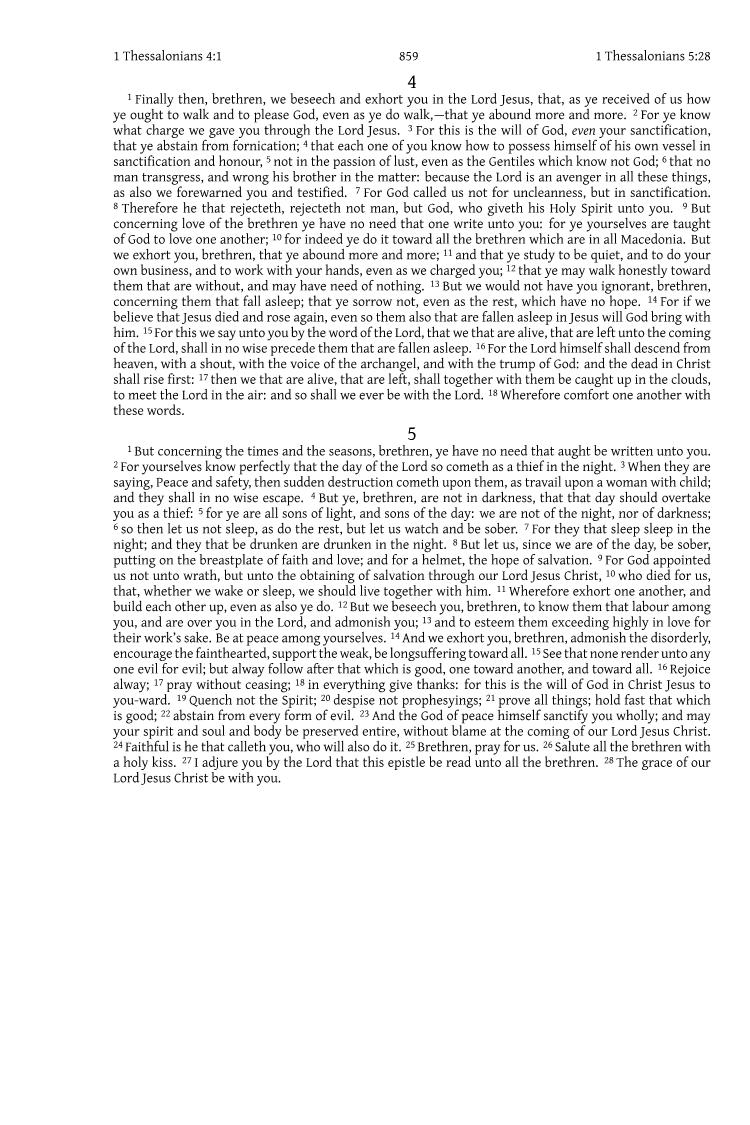 1 Thessalonians 4:1 859 1 Thessalonians 5:28
4
1 Finally then, brethren, we beseech and exhort you in the Lord Jesus, that, as ye received of us how
ye ought to walk and to please God, even as ye do walk,—that ye abound more and more. 2 For ye know
what charge we gave you through the Lord Jesus. 3 For this is the will of God, even your sanctification,
that ye abstain from fornication; 4 that each one of you know how to possess himself of his own vessel in
sanctification and honour, 5 not in the passion of lust, even as the Gentiles which know not God; 6 that no
man transgress, and wrong his brother in the matter: because the Lord is an avenger in all these things,
as also we forewarned you and testified. 7 For God called us not for uncleanness, but in sanctification.
8 Therefore he that rejecteth, rejecteth not man, but God, who giveth his Holy Spirit unto you. 9 But
concerning love of the brethren ye have no need that one write unto you: for ye yourselves are taught
of God to love one another; 10 for indeed ye do it toward all the brethren which are in all Macedonia. But
we exhort you, brethren, that ye abound more and more; 11 and that ye study to be quiet, and to do your
own business, and to work with your hands, even as we charged you; 12 that ye may walk honestly toward
them that are without, and may have need of nothing. 13 But we would not have you ignorant, brethren,
concerning them that fall asleep; that ye sorrow not, even as the rest, which have no hope. 14 For if we
believe that Jesus died and rose again, even so them also that are fallen asleep in Jesus will God bring with
him. 15 For this we say unto you by the word of the Lord, that we that are alive, that are left unto the coming
of the Lord, shall in no wise precede them that are fallen asleep. 16 For the Lord himself shall descend from
heaven, with a shout, with the voice of the archangel, and with the trump of God: and the dead in Christ
shall rise first: 17 then we that are alive, that are left, shall together with them be caught up in the clouds,
to meet the Lord in the air: and so shall we ever be with the Lord. 18 Wherefore comfort one another with
these words.
5
1 But concerning the times and the seasons, brethren, ye have no need that aught be written unto you.
2 For yourselves know perfectly that the day of the Lord so cometh as a thief in the night. 3 When they are
saying, Peace and safety, then sudden destruction cometh upon them, as travail upon a woman with child;
and they shall in no wise escape. 4 But ye, brethren, are not in darkness, that that day should overtake
you as a thief: 5 for ye are all sons of light, and sons of the day: we are not of the night, nor of darkness;
6 so then let us not sleep, as do the rest, but let us watch and be sober. 7 For they that sleep sleep in the
night; and they that be drunken are drunken in the night. 8 But let us, since we are of the day, be sober,
putting on the breastplate of faith and love; and for a helmet, the hope of salvation. 9 For God appointed
us not unto wrath, but unto the obtaining of salvation through our Lord Jesus Christ, 10 who died for us,
that, whether we wake or sleep, we should live together with him. 11 Wherefore exhort one another, and
build each other up, even as also ye do. 12 But we beseech you, brethren, to know them that labour among
you, and are over you in the Lord, and admonish you; 13 and to esteem them exceeding highly in love for
their work's sake. Be at peace among yourselves. 14 And we exhort you, brethren, admonish the disorderly,
encourage the fainthearted, support the weak, be longsuffering toward all. 15 See that none render unto any
one evil for evil; but alway follow after that which is good, one toward another, and toward all. 16 Rejoice
alway; 17 pray without ceasing; 18 in everything give thanks: for this is the will of God in Christ Jesus to
you-ward. 19 Quench not the Spirit; 20 despise not prophesyings; 21 prove all things; hold fast that which
is good; 22 abstain from every form of evil. 23 And the God of peace himself sanctify you wholly; and may
your spirit and soul and body be preserved entire, without blame at the coming of our Lord Jesus Christ.
24 Faithful is he that calleth you, who will also do it. 25 Brethren, pray for us. 26 Salute all the brethren with
a holy kiss. 27 I adjure you by the Lord that this epistle be read unto all the brethren. 28 The grace of our
Lord Jesus Christ be with you.